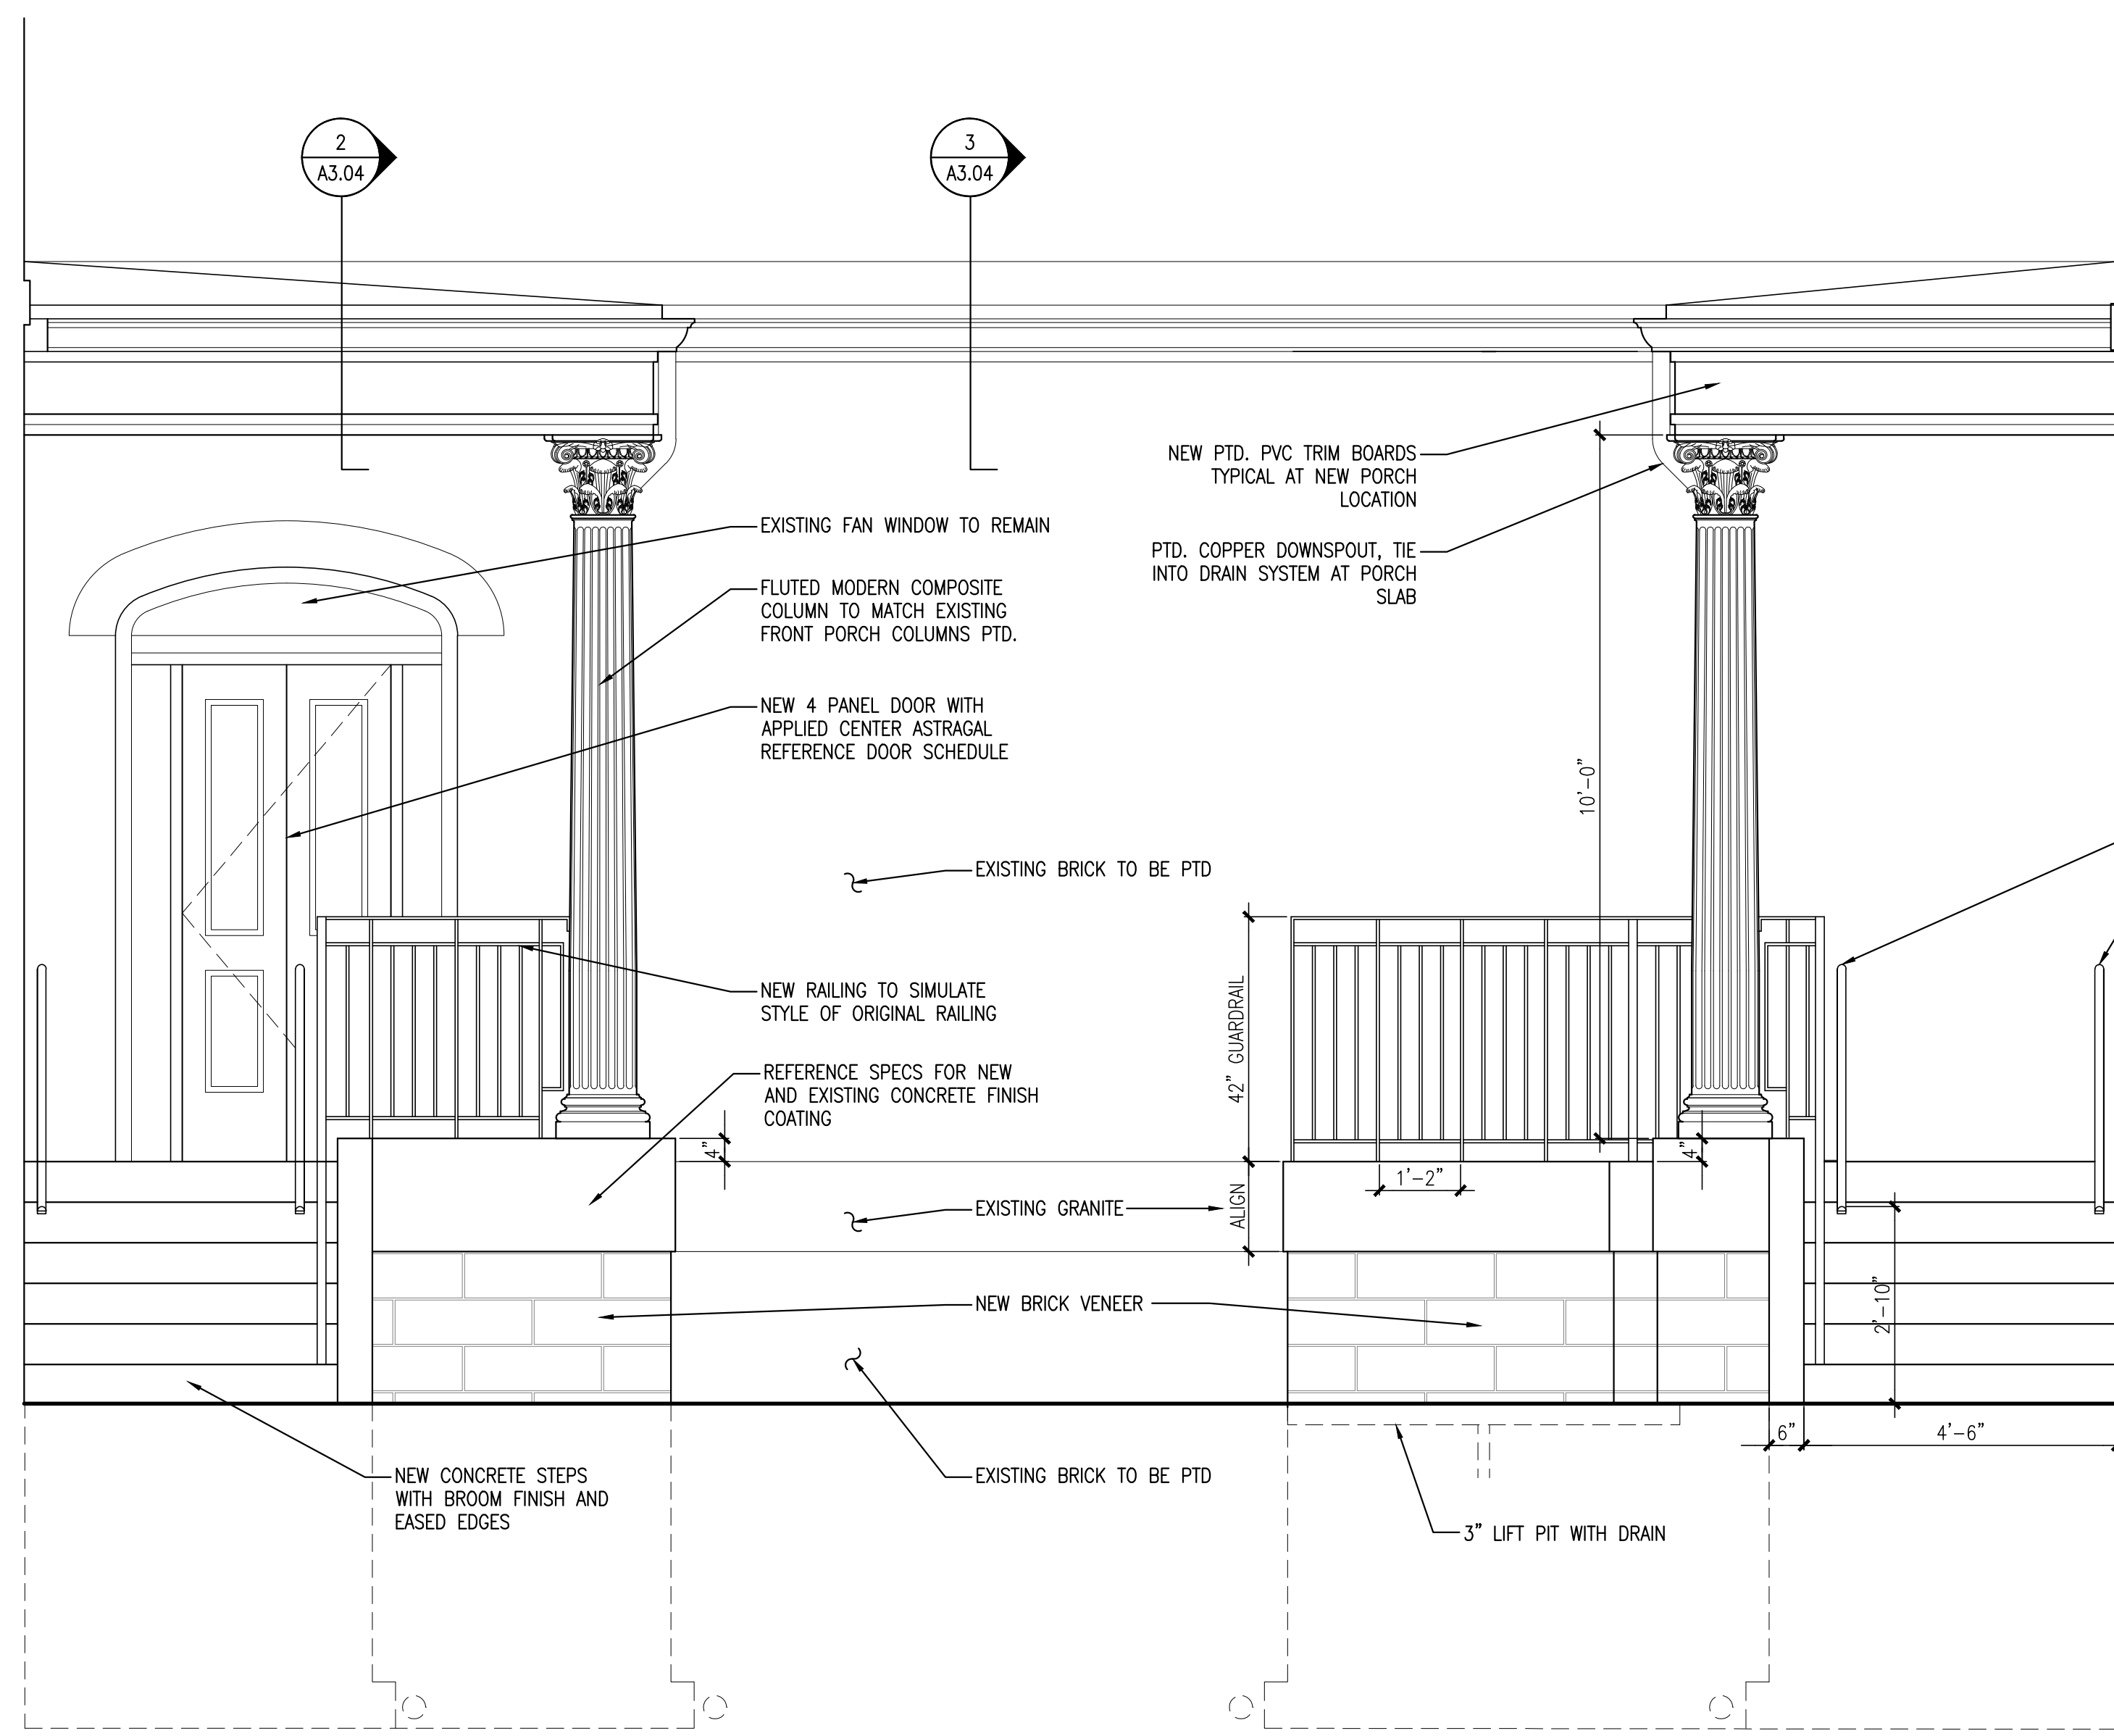 2
A3.04
3
A3.04
NEW PTD. PVC TRIM BOARDS
TYPICAL AT NEW PORCH
LOCATION
EXISTING FAN WINDOW TO REMAIN
PTD. COPPER DOWNSPOUT, TIE
INTO DRAIN SYSTEM AT PORCH
SLAB
FLUTED MODERN COMPOSITE
COLUMN TO MATCH EXISTING
FRONT PORCH COLUMNS PTD.
NEW 4 PANEL DOOR WITH
APPLIED CENTER ASTRAGAL
REFERENCE DOOR SCHEDULE
10'-0"
EXISTING BRICK TO BE PTD
NEW RAILING TO SIMULATE
STYLE OF ORIGINAL RAILING
42" GUARDRAIL
REFERENCE SPECS FOR NEW
AND EXISTING CONCRETE FINISH
COATING
4"
4"
1'-2"
EXISTING GRANITE
ALIGN
NEW BRICK VENEER
2'-10"
6"
4'-6"
NEW CONCRETE STEPS
WITH BROOM FINISH AND
EASED EDGES
EXISTING BRICK TO BE PTD
3" LIFT PIT WITH DRAIN